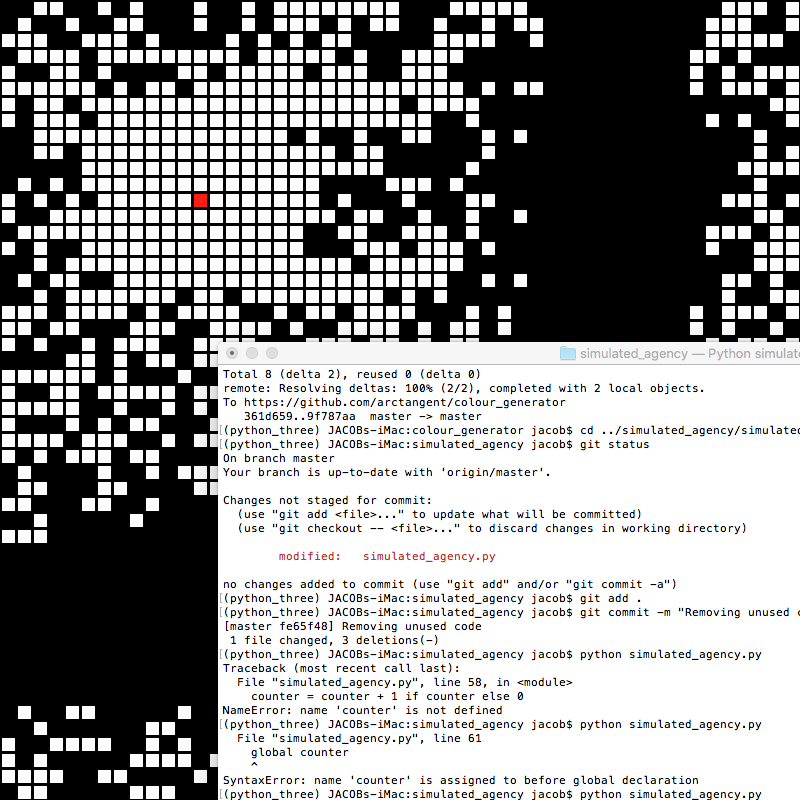 simulated_agency — Python simulat
Total 8 (delta 2), reused 0 (delta 0)
remote: Resolving deltas: 100% (2/2), completed with 2 local objects.
To https://github.com/arctangent/colour_generator
   361d659..9f787aa  master -> master
[(python_three) JACOBs-iMac:colour_generator jacob$ cd ../simulated_agency/simulate
[(python_three) JACOBs-iMac:simulated_agency jacob$ git status
On branch master
Your branch is up-to-date with 'origin/master'.
Changes not staged for commit:
  (use "git add <file>..." to update what will be committed)
  (use "git checkout -- <file>..." to discard changes in working directory)
        modified:   simulated_agency.py
no changes added to commit (use "git add" and/or "git commit -a")
[(python_three) JACOBs-iMac:simulated_agency jacob$ git add .
[(python_three) JACOBs-iMac:simulated_agency jacob$ git commit -m "Removing unused c
[master fe65f48] Removing unused code
 1 file changed, 3 deletions(-)
[(python_three) JACOBs-iMac:simulated_agency jacob$ python simulated_agency.py
Traceback (most recent call last):
  File "simulated_agency.py", line 58, in <module>
    counter = counter + 1 if counter else 0
NameError: name 'counter' is not defined
[(python_three) JACOBs-iMac:simulated_agency jacob$ python simulated_agency.py
  File "simulated_agency.py", line 61
    global counter
    ^
SyntaxError: name 'counter' is assigned to before global declaration
[(python_three) JACOBs-iMac:simulated_agency jacob$ python simulated_agency.py